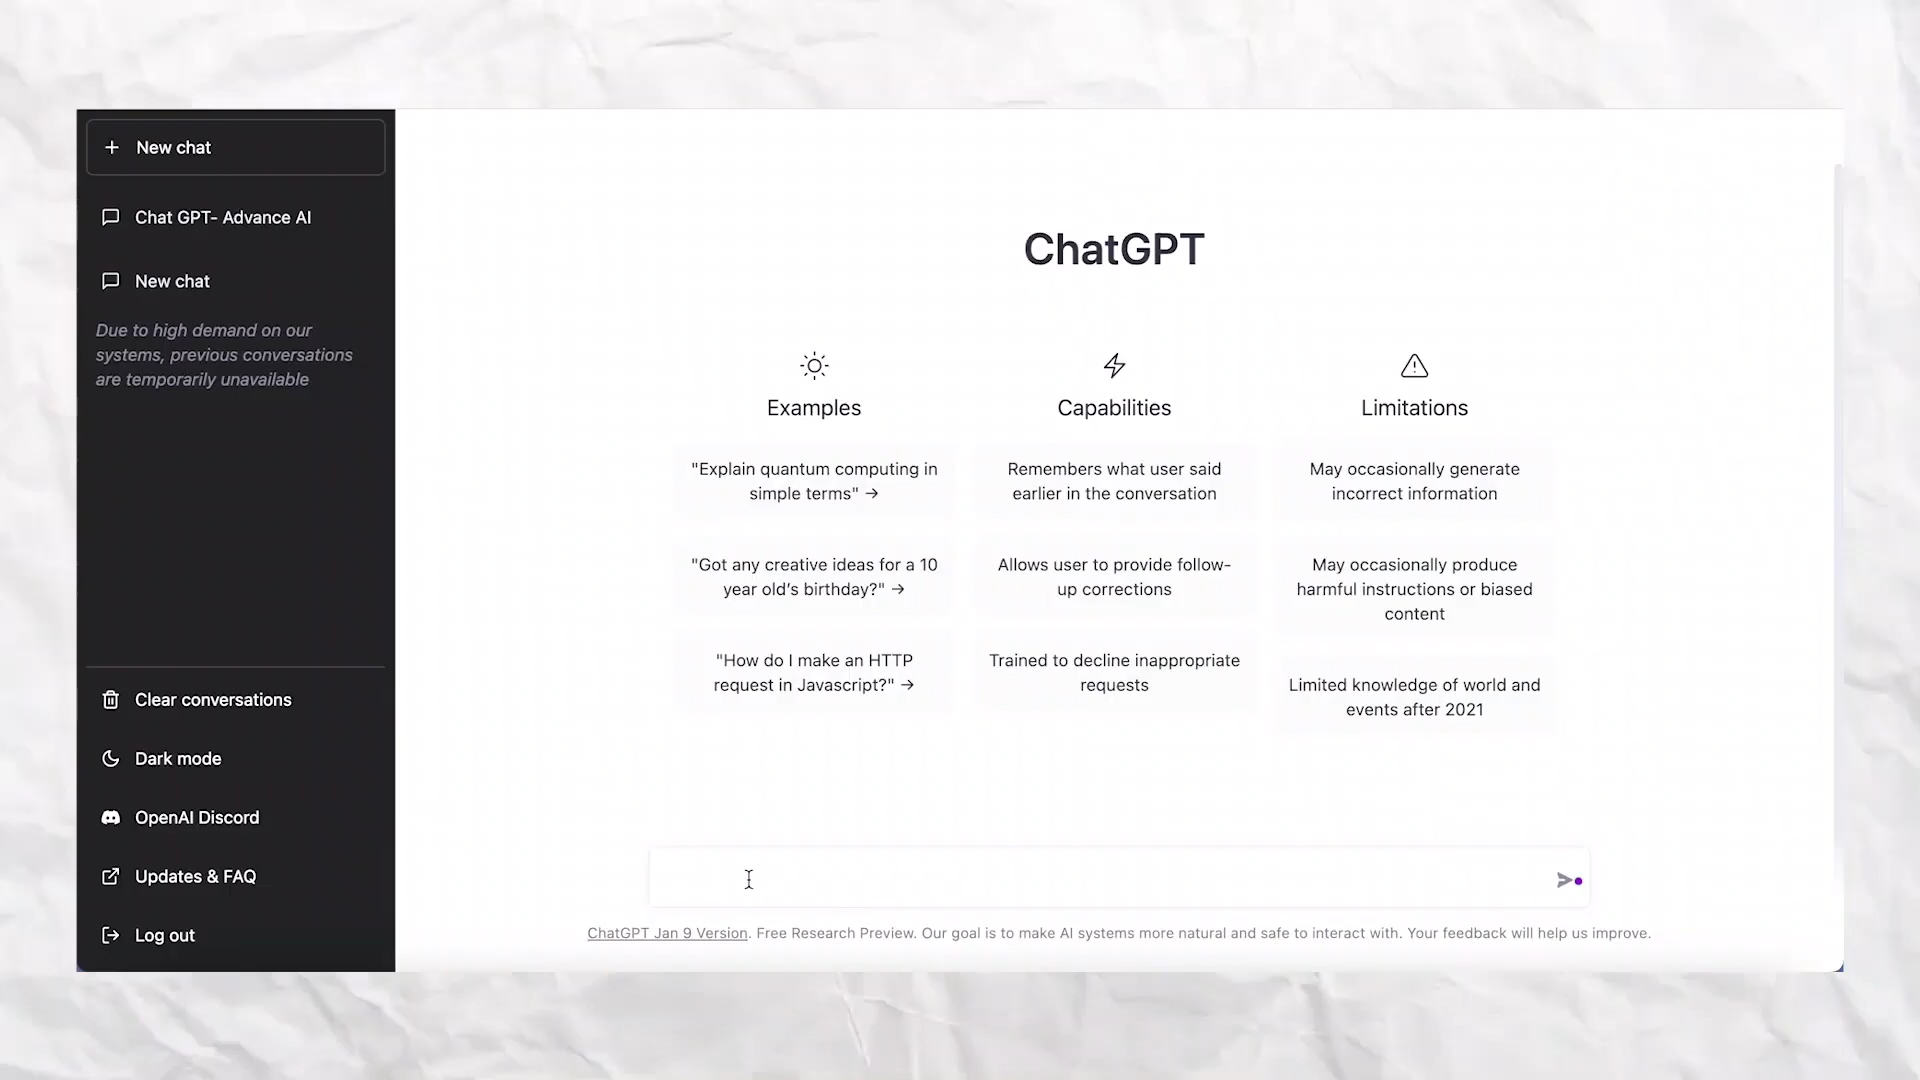 New chat
Chat GPT- Advance AI
New chat
Due to high demand on our
systems, previous conversations
are temporarily unavailable
Clear conversations
Dark mode
OpenAI Discord
Updates & FAQ
Log out
ChatGPT
Examples
"Explain quantum computing in
simple terms" →
"Got any creative ideas for a 10
year old’s birthday?" →
"How do I make an HTTP
request in Javascript?" →
Capabilities
Remembers what user said
earlier in the conversation
Allows user to provide follow-
up corrections
Trained to decline inappropriate
requests
Limitations
May occasionally generate
incorrect information
May occasionally produce
harmful instructions or biased
content
Limited knowledge of world and
events after 2021
ChatGPT Jan 9 Version. Free Research Preview. Our goal is to make AI systems more natural and safe to interact with. Your feedback will help us improve.